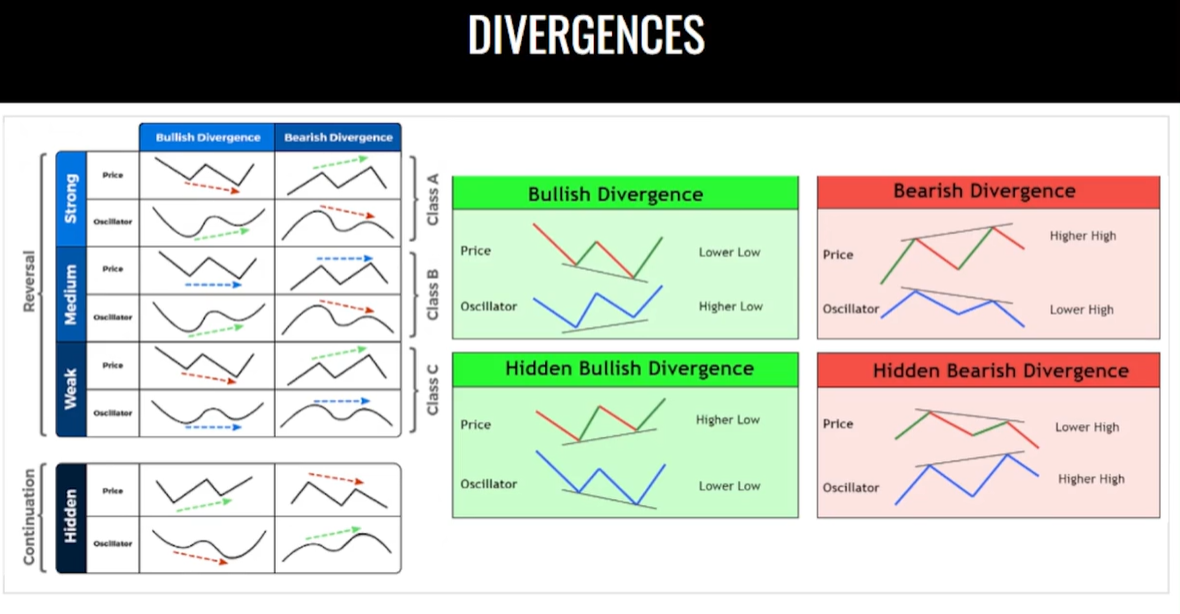 DIVERGENCES
Bullish Divergence Bearish Divergence
Reversal
Strong
Price
Oscillator
Class A
Medium
Price
Oscillator
Class B
Weak
Price
Oscillator
Class C
Continuation
Hidden
Price
Oscillator
Bullish Divergence
Price Lower Low
Oscillator Higher Low
Bearish Divergence
Price Higher High
Oscillator Lower High
Hidden Bullish Divergence
Price Higher Low
Oscillator Lower Low
Hidden Bearish Divergence
Price Lower High
Oscillator Higher High